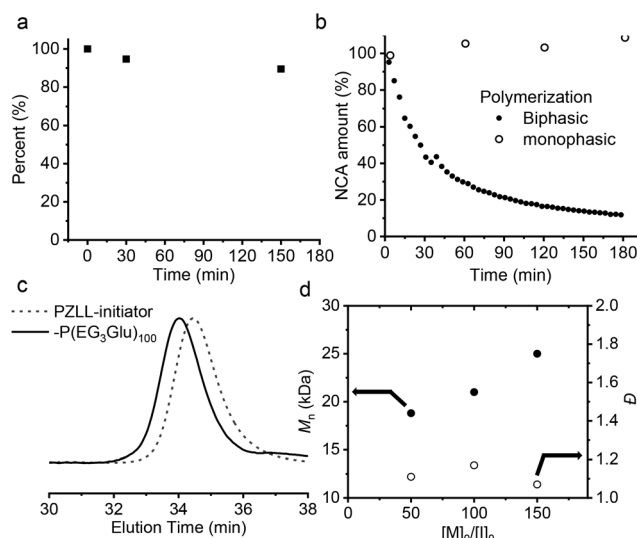 a
100
80
60
40
20
0
Percent (%)
0 30 60 90 120 150 180
Time (min)
b
100
80
60
40
20
0
NCA amount (%)
Polymerization
Biphasic
monophasic
0 30 60 90 120 150 180
Time (min)
c
PZLL-initiator
-P(EG₃Glu)₁₀₀
30 32 34 36 38
Elution Time (min)
d
30
25
20
15
10
Mₙ (kDa)
2.0
1.8
1.6
1.4
1.2
1.0
Đ
0 50 100 150
[M]₀/[I]₀